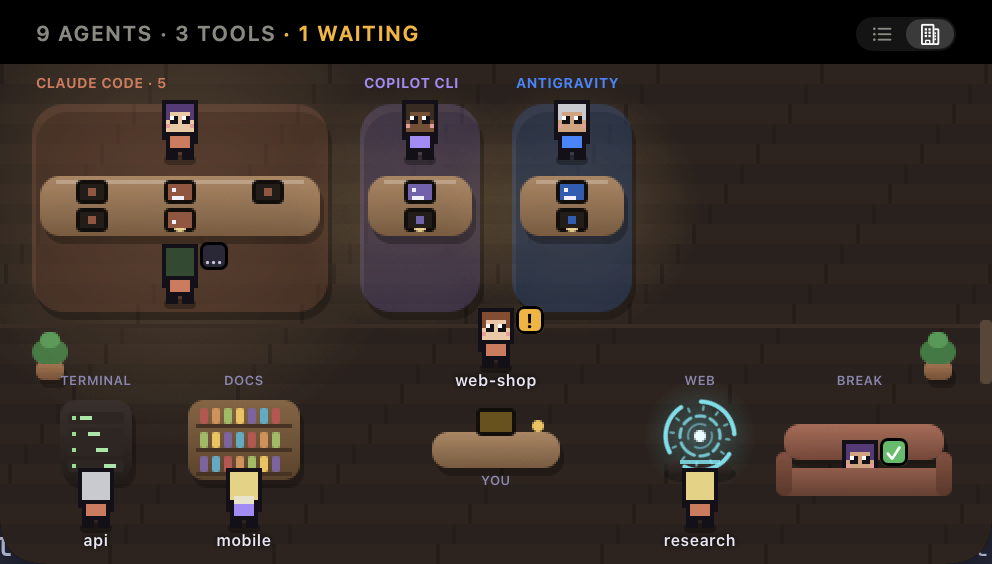 9 AGENTS · 3 TOOLS · 1 WAITING
CLAUDE CODE · 5
COPILOT CLI
ANTIGRAVITY
...
!
web-shop
TERMINAL
DOCS
WEB
BREAK
YOU
api
mobile
research